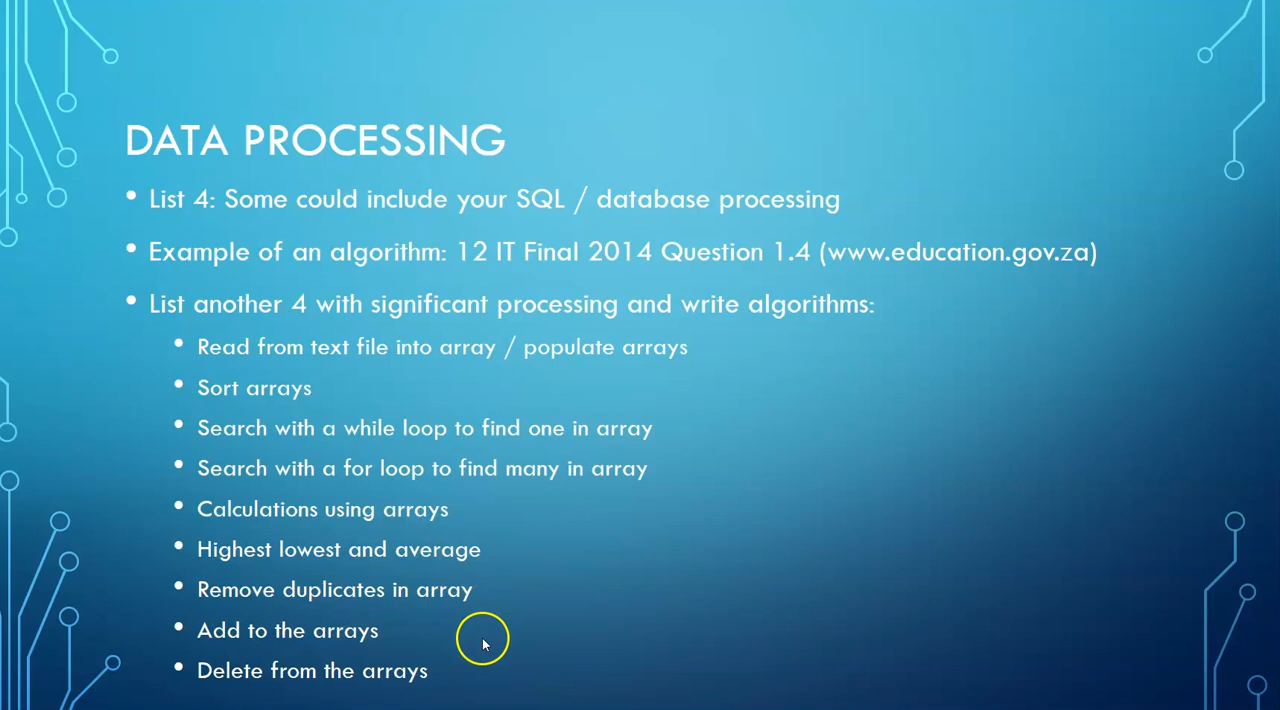 DATA PROCESSING
• List 4: Some could include your SQL / database processing
• Example of an algorithm: 12 IT Final 2014 Question 1.4 (www.education.gov.za)
• List another 4 with significant processing and write algorithms:
• Read from text file into array / populate arrays
• Sort arrays
• Search with a while loop to find one in array
• Search with a for loop to find many in array
• Calculations using arrays
• Highest lowest and average
• Remove duplicates in array
• Add to the arrays
• Delete from the arrays